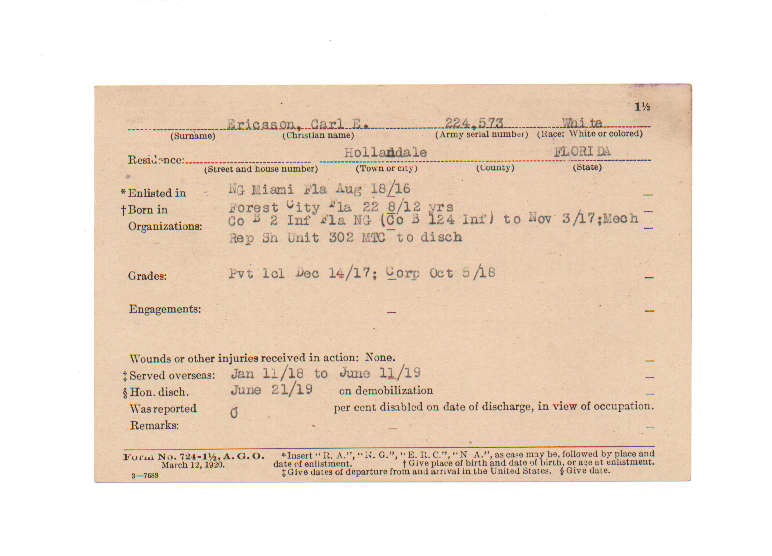 1½
Ericsson, Carl E. 224,573 White
(Surname) (Christian name) (Army serial number) (Race: White or colored)
Residence: Hollandale FLORIDA
(Street and house number) (Town or city) (County) (State)
*Enlisted in NG Miami Fla Aug 18/16
†Born in Forest City Fla 22 8/12 yrs
Organizations: Co B 2 Inf Fla NG (Co B 124 Inf) to Nov 3/17;Mech
Rep Sh Unit 302 MTC to disch
Grades: Pvt 1cl Dec 14/17; Corp Oct 5/18
Engagements: —
Wounds or other injuries received in action: None.
‡Served overseas: Jan 11/18 to June 11/19
§Hon. disch. June 21/19 on demobilization
Was reported 0 per cent disabled on date of discharge, in view of occupation.
Remarks: —
Form No. 724-1½, A. G. O. *Insert "R. A.", "N. G.", "E. R. C.", "N A.", as case may be, followed by place and
March 12, 1920. date of enlistment. †Give place of birth and date of birth, or age at enlistment.
3—7683 ‡Give dates of departure from and arrival in the United States. §Give date.